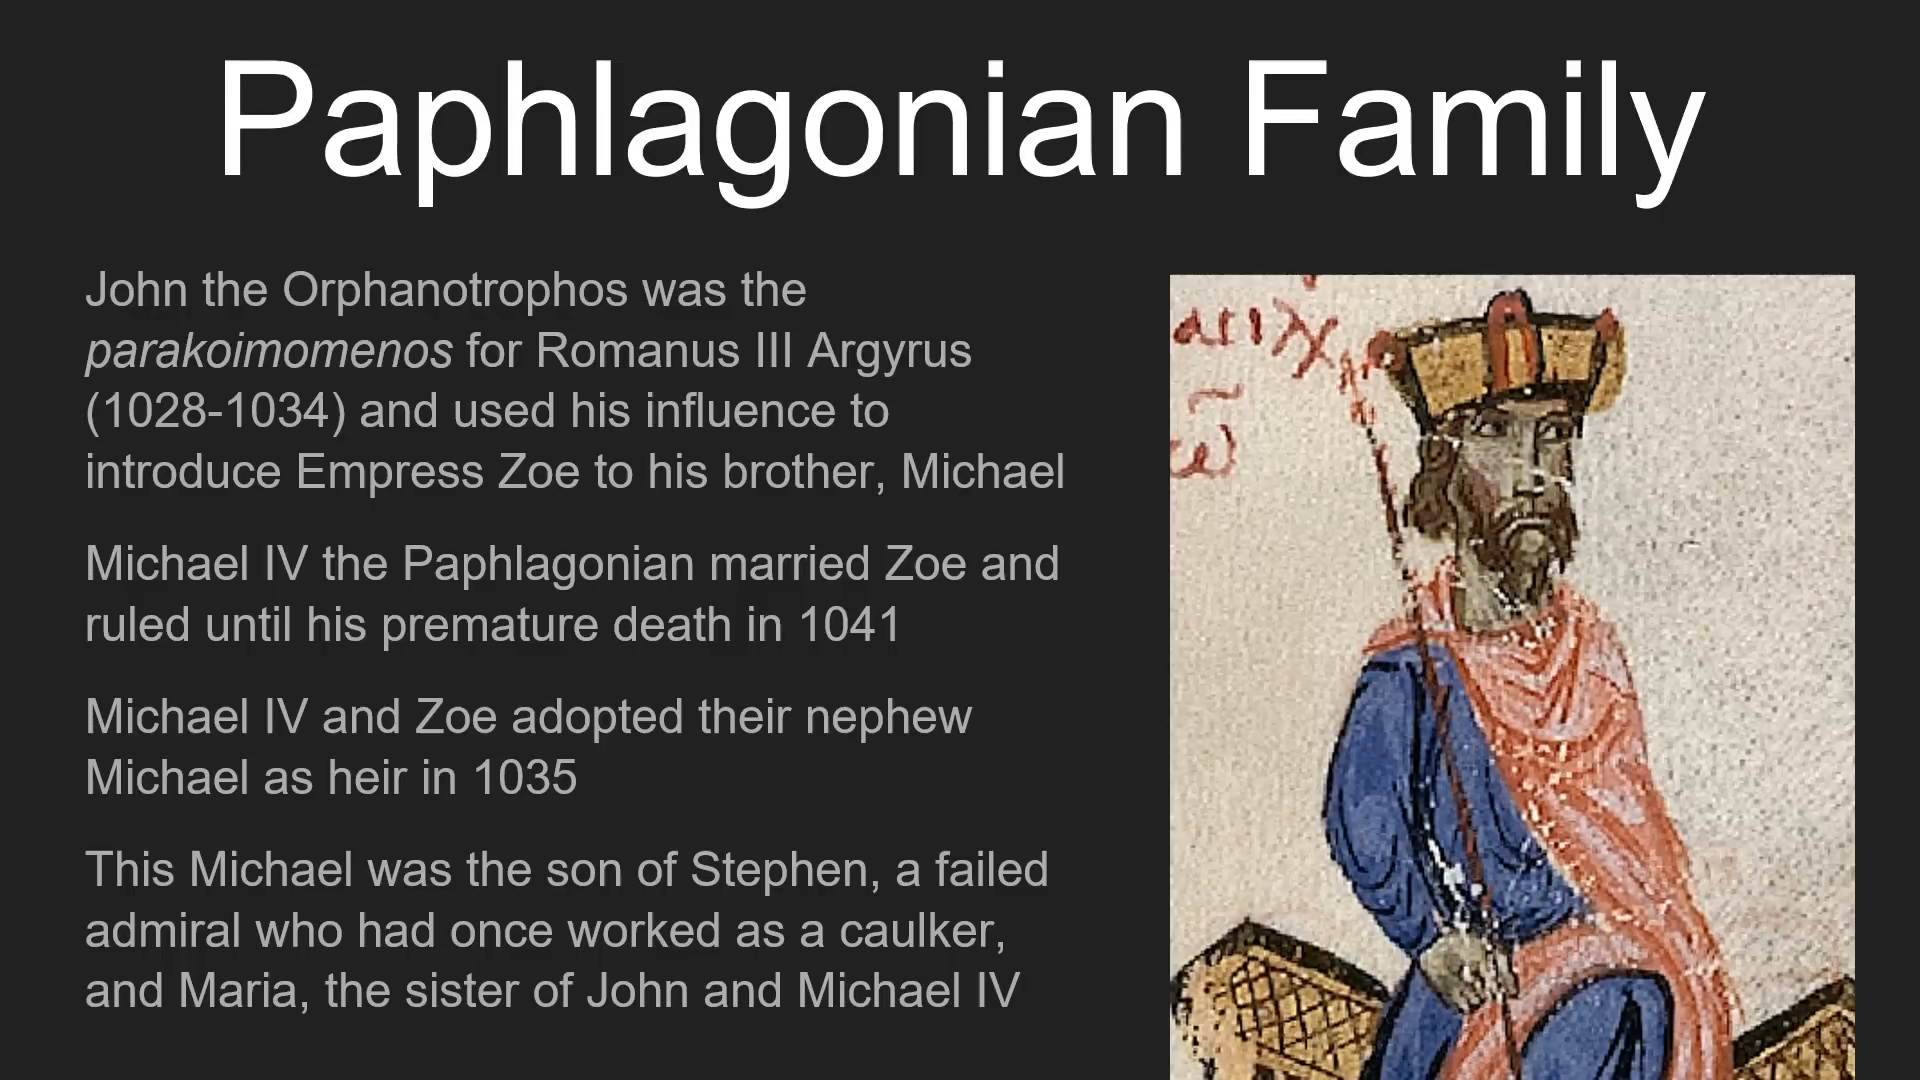 Paphlagonian Family
John the Orphanotrophos was the
parakoimomenos for Romanus III Argyrus
(1028-1034) and used his influence to
introduce Empress Zoe to his brother, Michael
Michael IV the Paphlagonian married Zoe and
ruled until his premature death in 1041
Michael IV and Zoe adopted their nephew
Michael as heir in 1035
This Michael was the son of Stephen, a failed
admiral who had once worked as a caulker,
and Maria, the sister of John and Michael IV